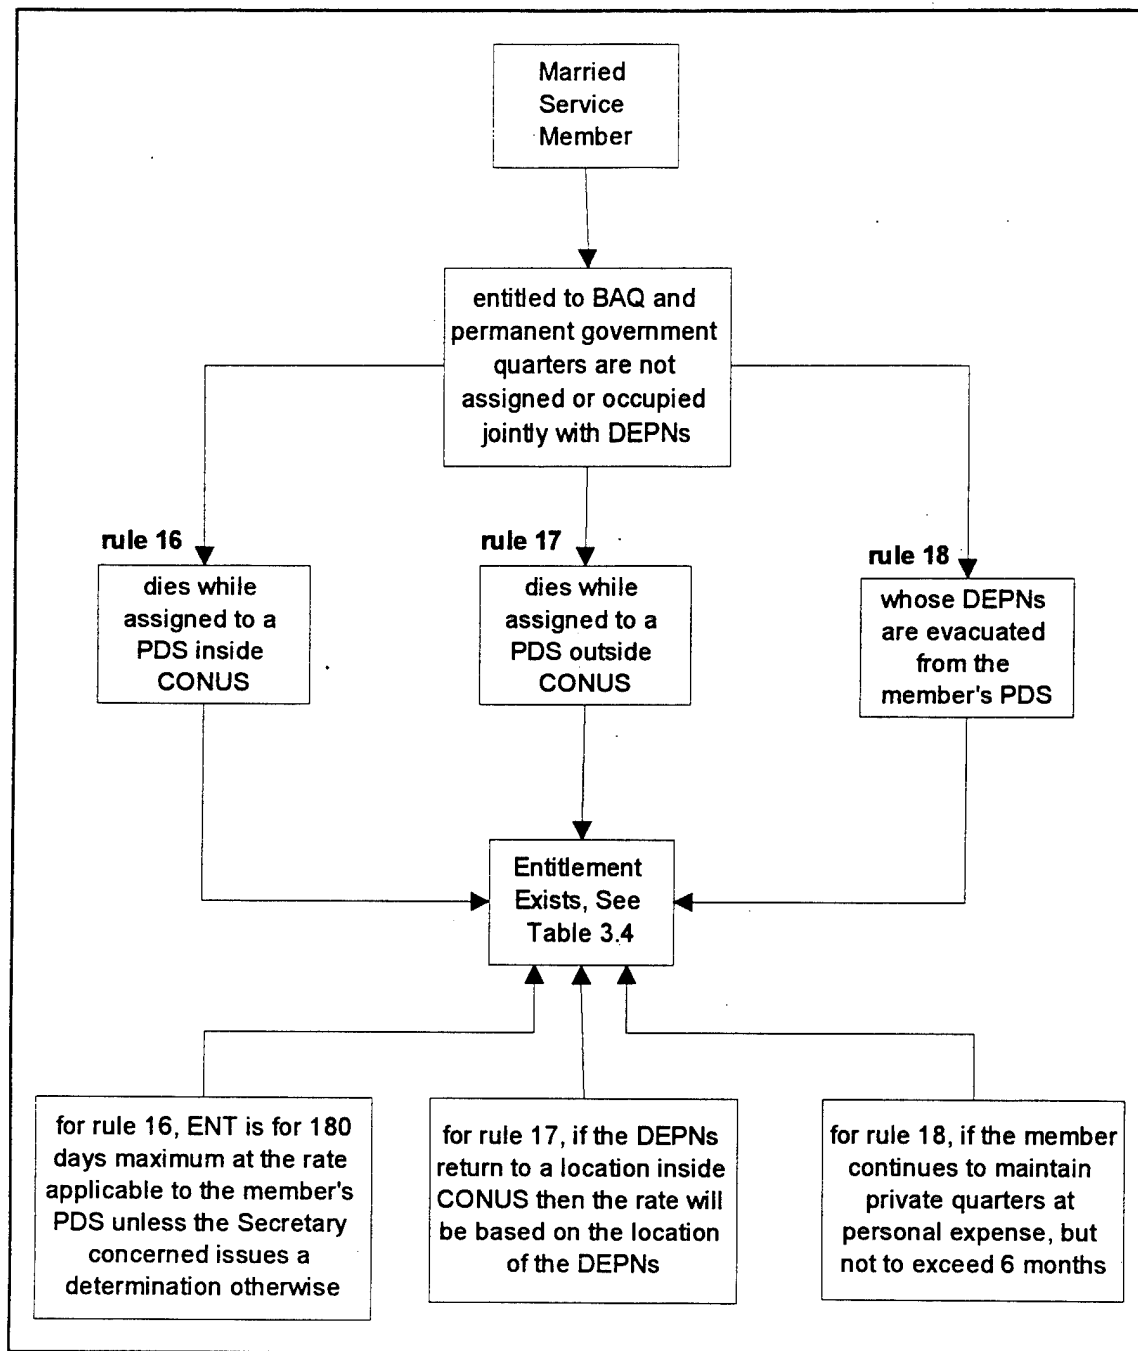 Married
Service
Member
entitled to BAQ and
permanent government
quarters are not
assigned or occupied
jointly with DEPNs
rule 16
dies while
assigned to a
PDS inside
CONUS
rule 17
dies while
assigned to a
PDS outside
CONUS
rule 18
whose DEPNs
are evacuated
from the
member's PDS
Entitlement
Exists, See
Table 3.4
for rule 16, ENT is for 180
days maximum at the rate
applicable to the member's
PDS unless the Secretary
concerned issues a
determination otherwise
for rule 17, if the DEPNs
return to a location inside
CONUS then the rate will
be based on the location
of the DEPNs
for rule 18, if the member
continues to maintain
private quarters at
personal expense, but
not to exceed 6 months